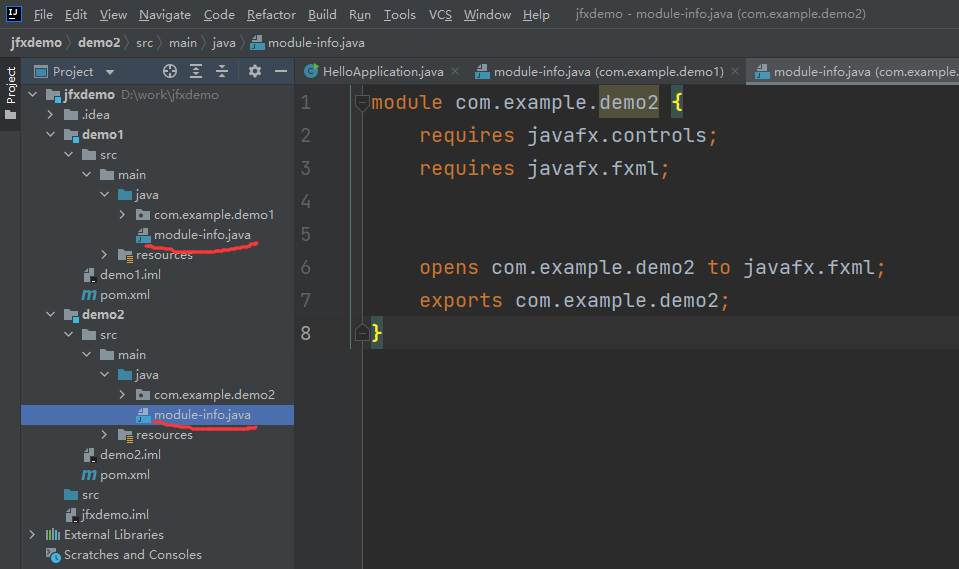 File Edit View Navigate Code Refactor Build Run Tools VCS Window Help jfxdemo - module-info.java (com.example.demo2)
jfxdemo demo2 src main java module-info.java
Project
Project
HelloApplication.java module-info.java (com.example.demo1) module-info.java (com.example.
jfxdemo D:\work\jfxdemo
.idea
demo1
src
main
java
com.example.demo1
module-info.java
resources
demo1.iml
pom.xml
demo2
src
main
java
com.example.demo2
module-info.java
resources
demo2.iml
pom.xml
src
jfxdemo.iml
External Libraries
Scratches and Consoles
1 module com.example.demo2 {
2 requires javafx.controls;
3 requires javafx.fxml;
4
5
6 opens com.example.demo2 to javafx.fxml;
7 exports com.example.demo2;
8 }